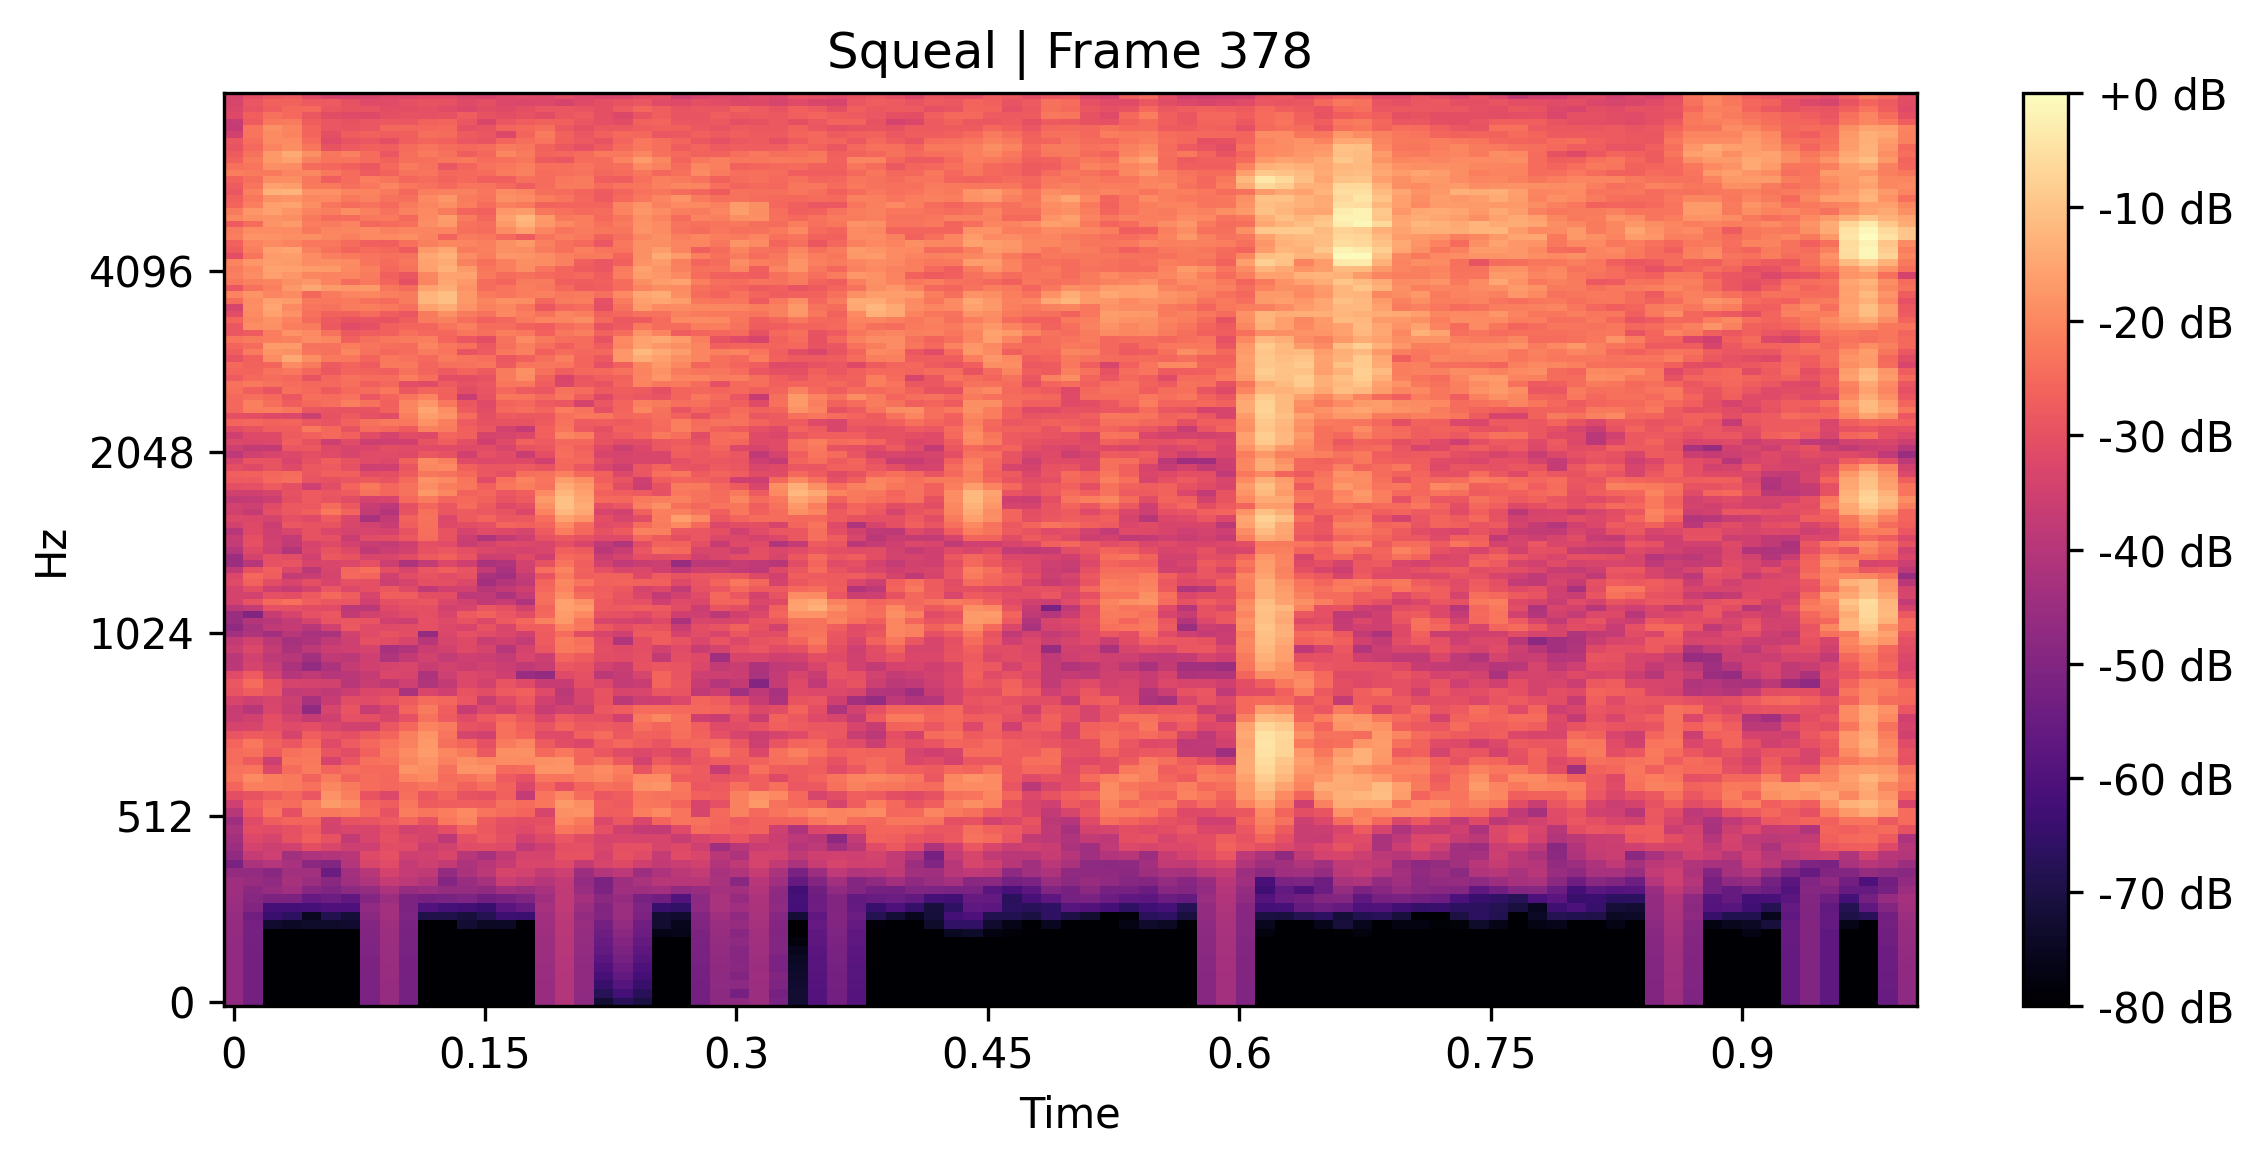 Squeal | Frame 378
Hz
4096
2048
1024
512
0
0 0.15 0.3 0.45 0.6 0.75 0.9
Time
+0 dB
-10 dB
-20 dB
-30 dB
-40 dB
-50 dB
-60 dB
-70 dB
-80 dB